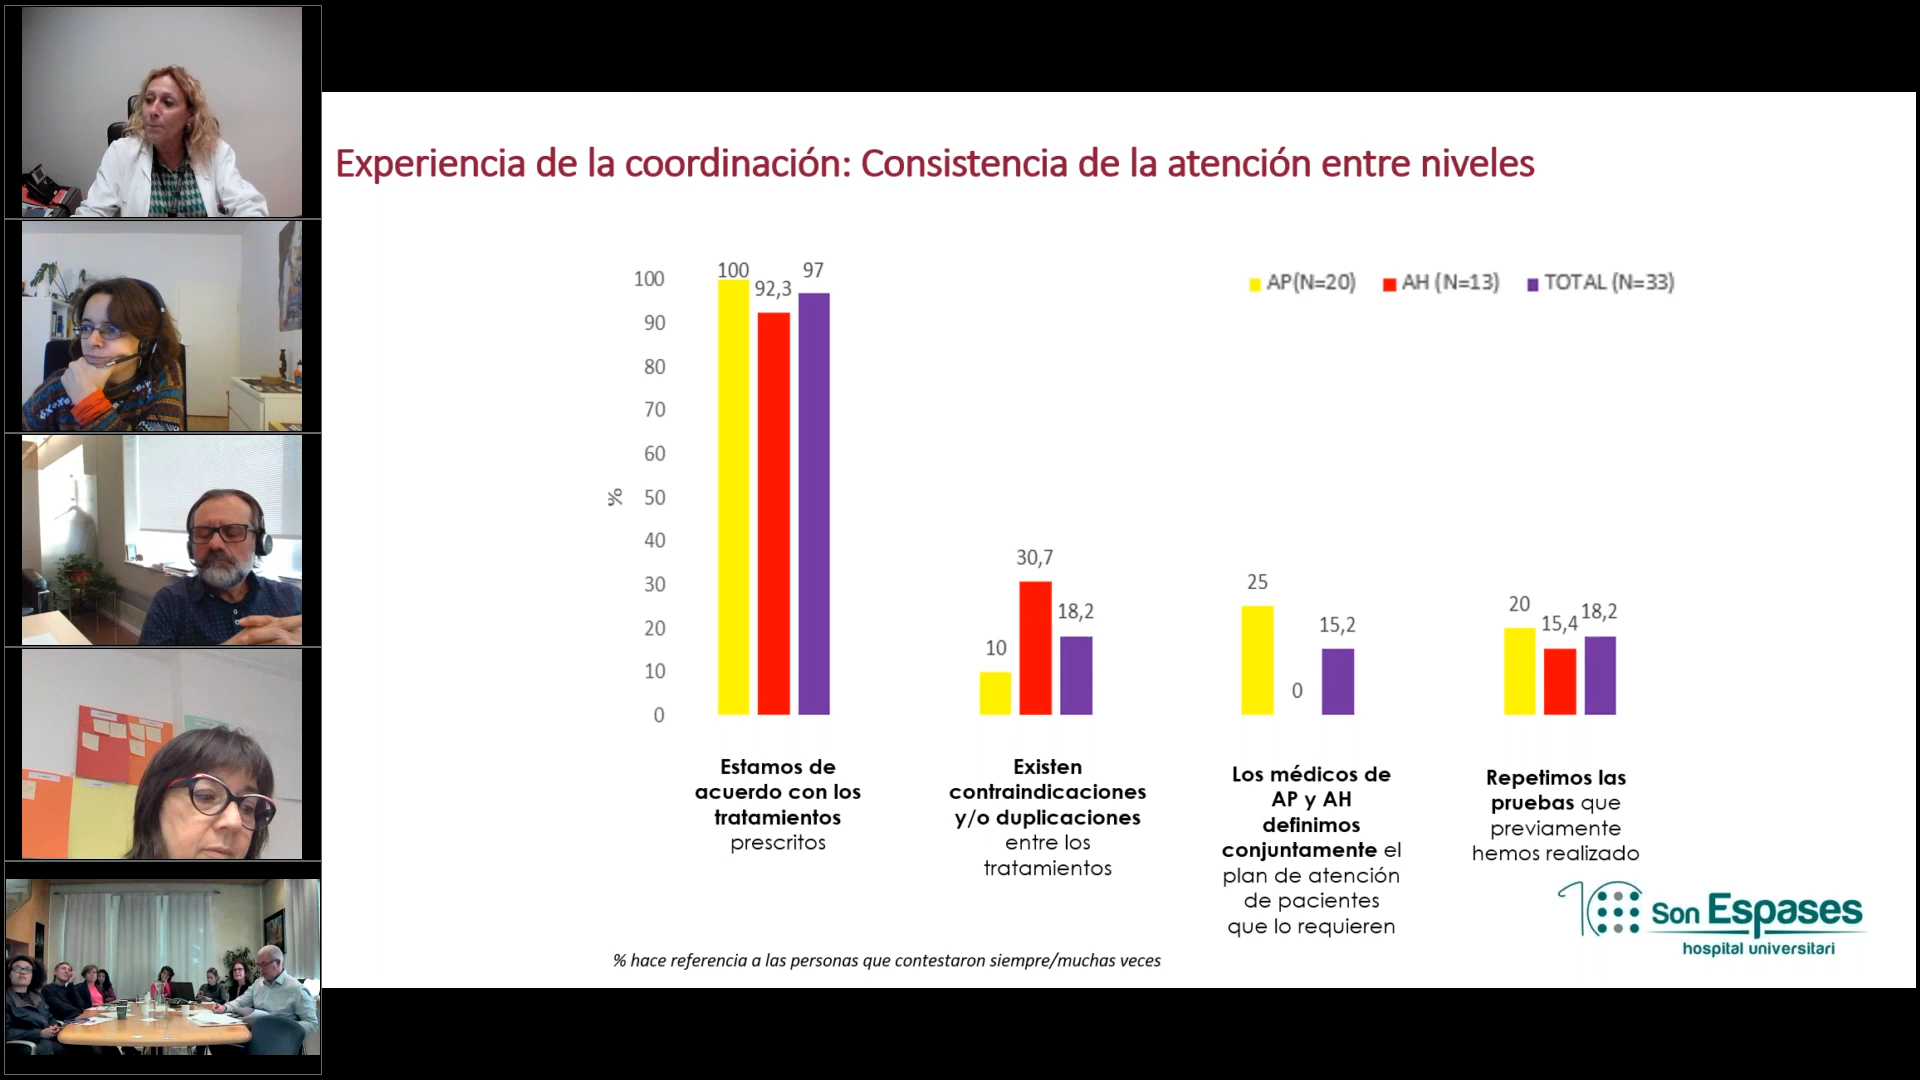 Experiencia de la coordinación: Consistencia de la atención entre niveles
AP(N=20) AH (N=13) TOTAL (N=33)
%
100
90
80
70
60
50
40
30
20
10
0
100 92,3 97
10 30,7 18,2
25 0 15,2
20 15,4 18,2
Estamos de
acuerdo con los
tratamientos
prescritos
Existen
contraindicaciones
y/o duplicaciones
entre los
tratamientos
Los médicos de
AP y AH
definimos
conjuntamente el
plan de atención
de pacientes
que lo requieren
Repetimos las
pruebas que
previamente
hemos realizado
% hace referencia a las personas que contestaron siempre/muchas veces
10 Son Espases
hospital universitari